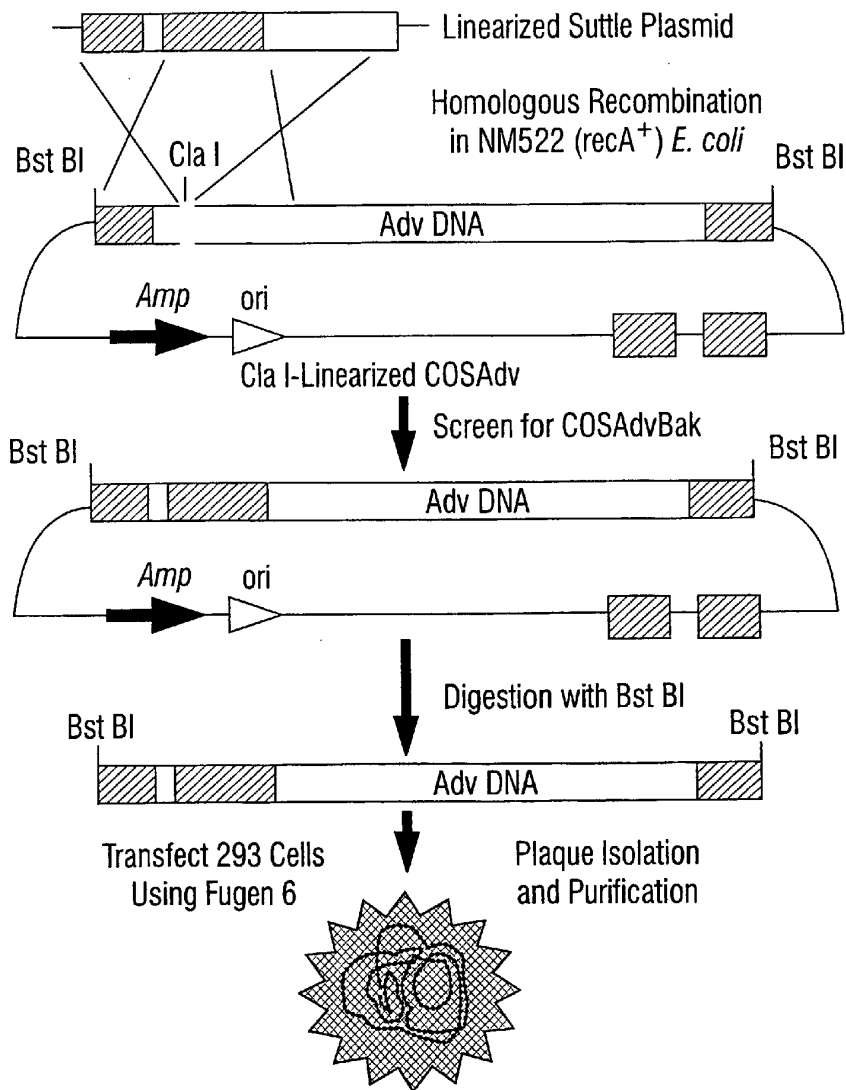 Linearized Suttle Plasmid
Homologous Recombination
in NM522 (recA+) E. coli
Cla I
Bst BI
Bst BI
Adv DNA
Amp
ori
Cla I-Linearized COSAdv
Screen for COSAdvBak
Bst BI
Bst BI
Adv DNA
Amp
ori
Digestion with Bst BI
Bst BI
Bst BI
Adv DNA
Transfect 293 Cells
Using Fugen 6
Plaque Isolation
and Purification